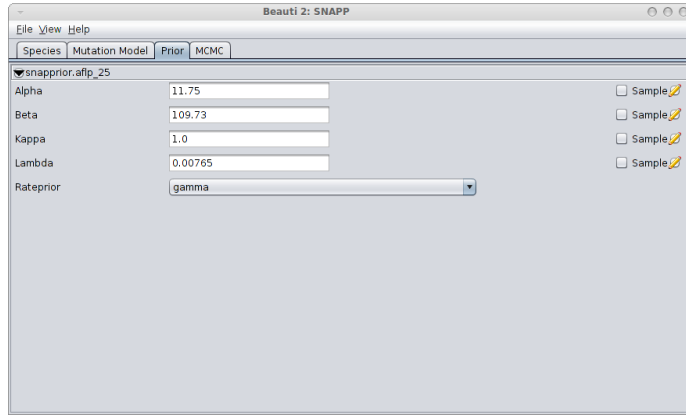 Beauti 2: SNAPP
File View Help
Species Mutation Model Prior MCMC
snapprior.aflp_25
Alpha 11.75 Sample
Beta 109.73 Sample
Kappa 1.0 Sample
Lambda 0.00765 Sample
Rateprior gamma